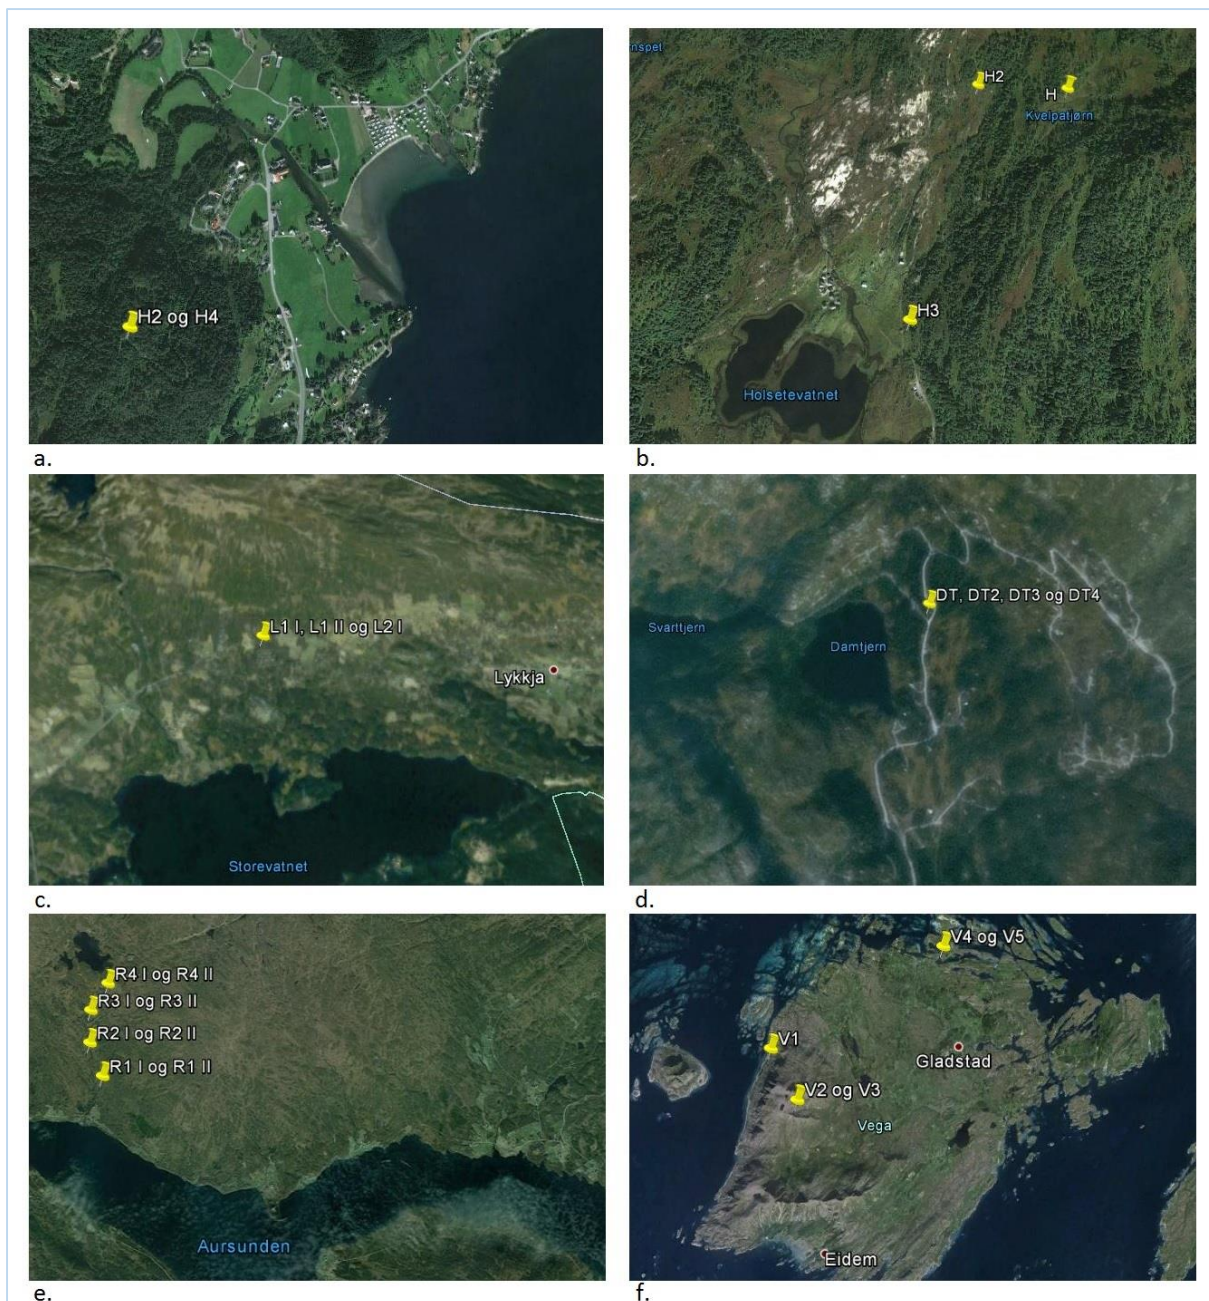 H2 og H4
a.
nspet
H2
H
Kvelpatjørn
H3
Holsetevatnet
b.
L1 I, L1 II og L2 I
Lykkja
Storevatnet
c.
DT, DT2, DT3 og DT4
Svarttjern
Damtjern
d.
R4 I og R4 II
R3 I og R3 II
R2 I og R2 II
R1 I og R1 II
Aursunden
e.
V4 og V5
V1
Gladstad
V2 og V3
Vega
Eidem
f.